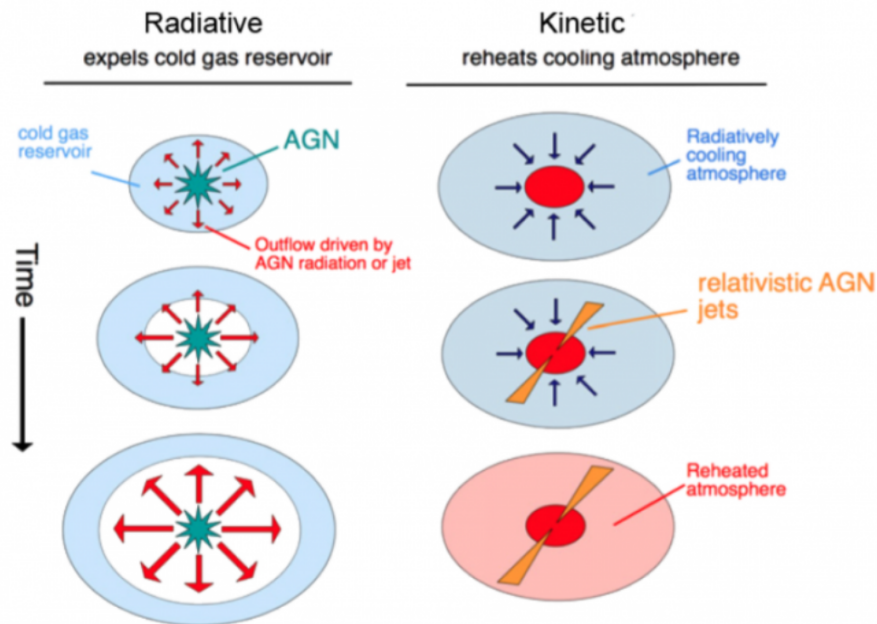 Radiative
expels cold gas reservoir
cold gas
reservoir
AGN
Outflow driven by
AGN radiation or jet
Time
Kinetic
reheats cooling atmosphere
Radiatively
cooling
atmosphere
relativistic AGN
jets
Reheated
atmosphere